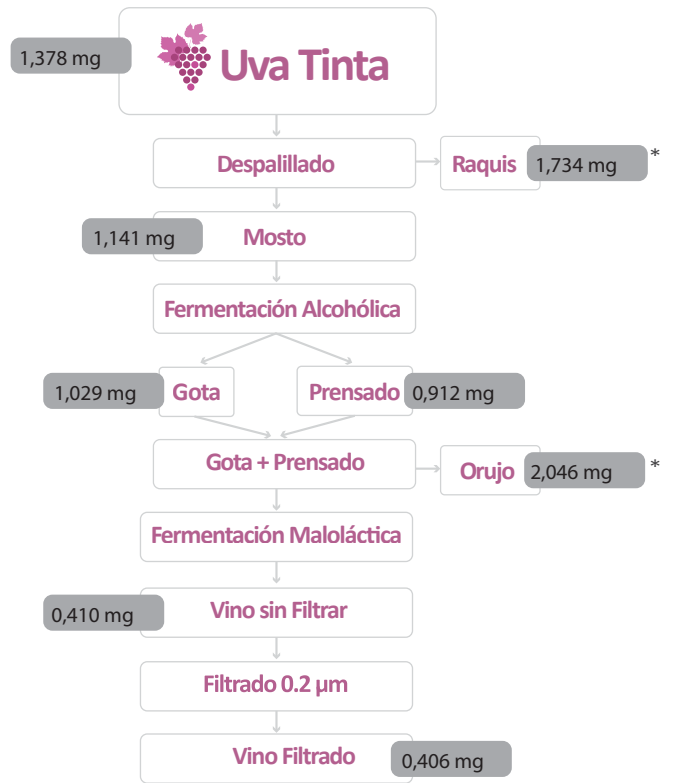 1,378 mg
Uva Tinta
Despalillado
Raquis
1,734 mg *
1,141 mg
Mosto
Fermentación Alcohólica
1,029 mg
Gota
Prensado
0,912 mg
Gota + Prensado
Orujo
2,046 mg *
Fermentación Maloláctica
0,410 mg
Vino sin Filtrar
Filtrado 0.2 µm
Vino Filtrado
0,406 mg